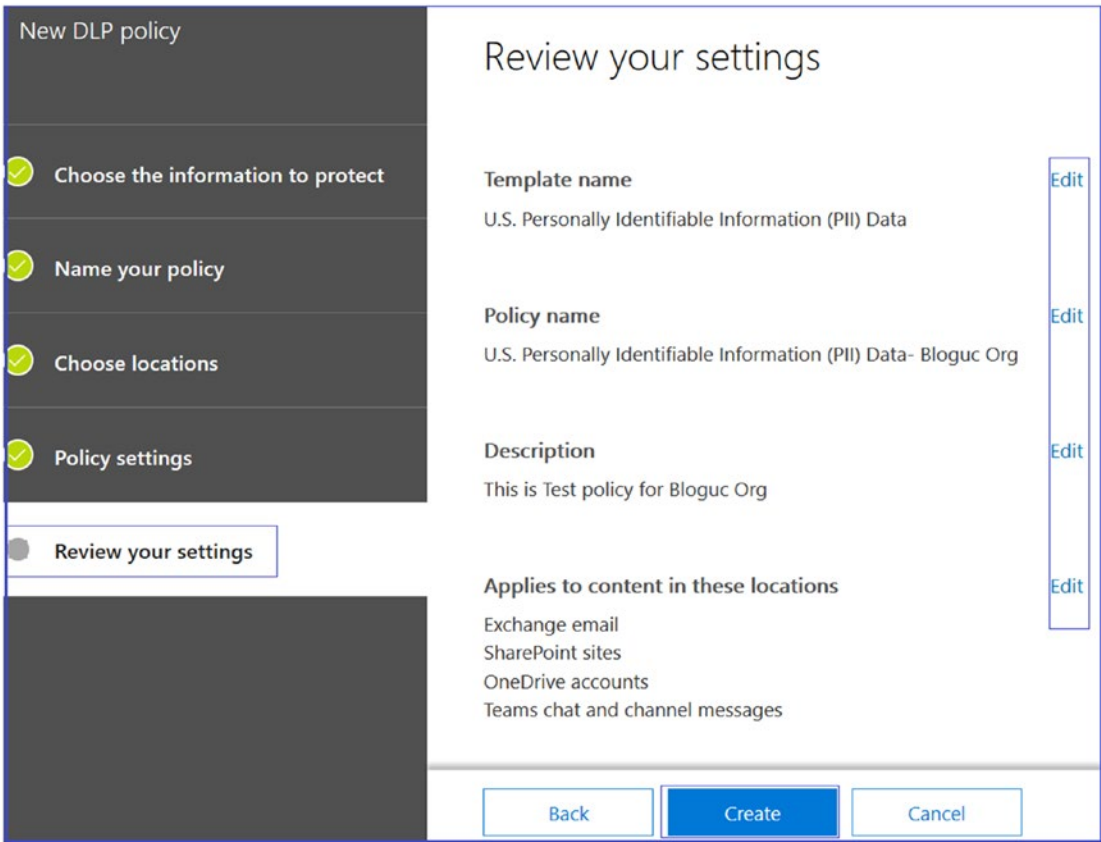 New DLP policy
Choose the information to protect
Name your policy
Choose locations
Policy settings
Review your settings
Review your settings
Template name
Edit
U.S. Personally Identifiable Information (PII) Data
Policy name
Edit
U.S. Personally Identifiable Information (PII) Data- Bloguc Org
Description
Edit
This is Test policy for Bloguc Org
Applies to content in these locations
Edit
Exchange email
SharePoint sites
OneDrive accounts
Teams chat and channel messages
Back
Create
Cancel